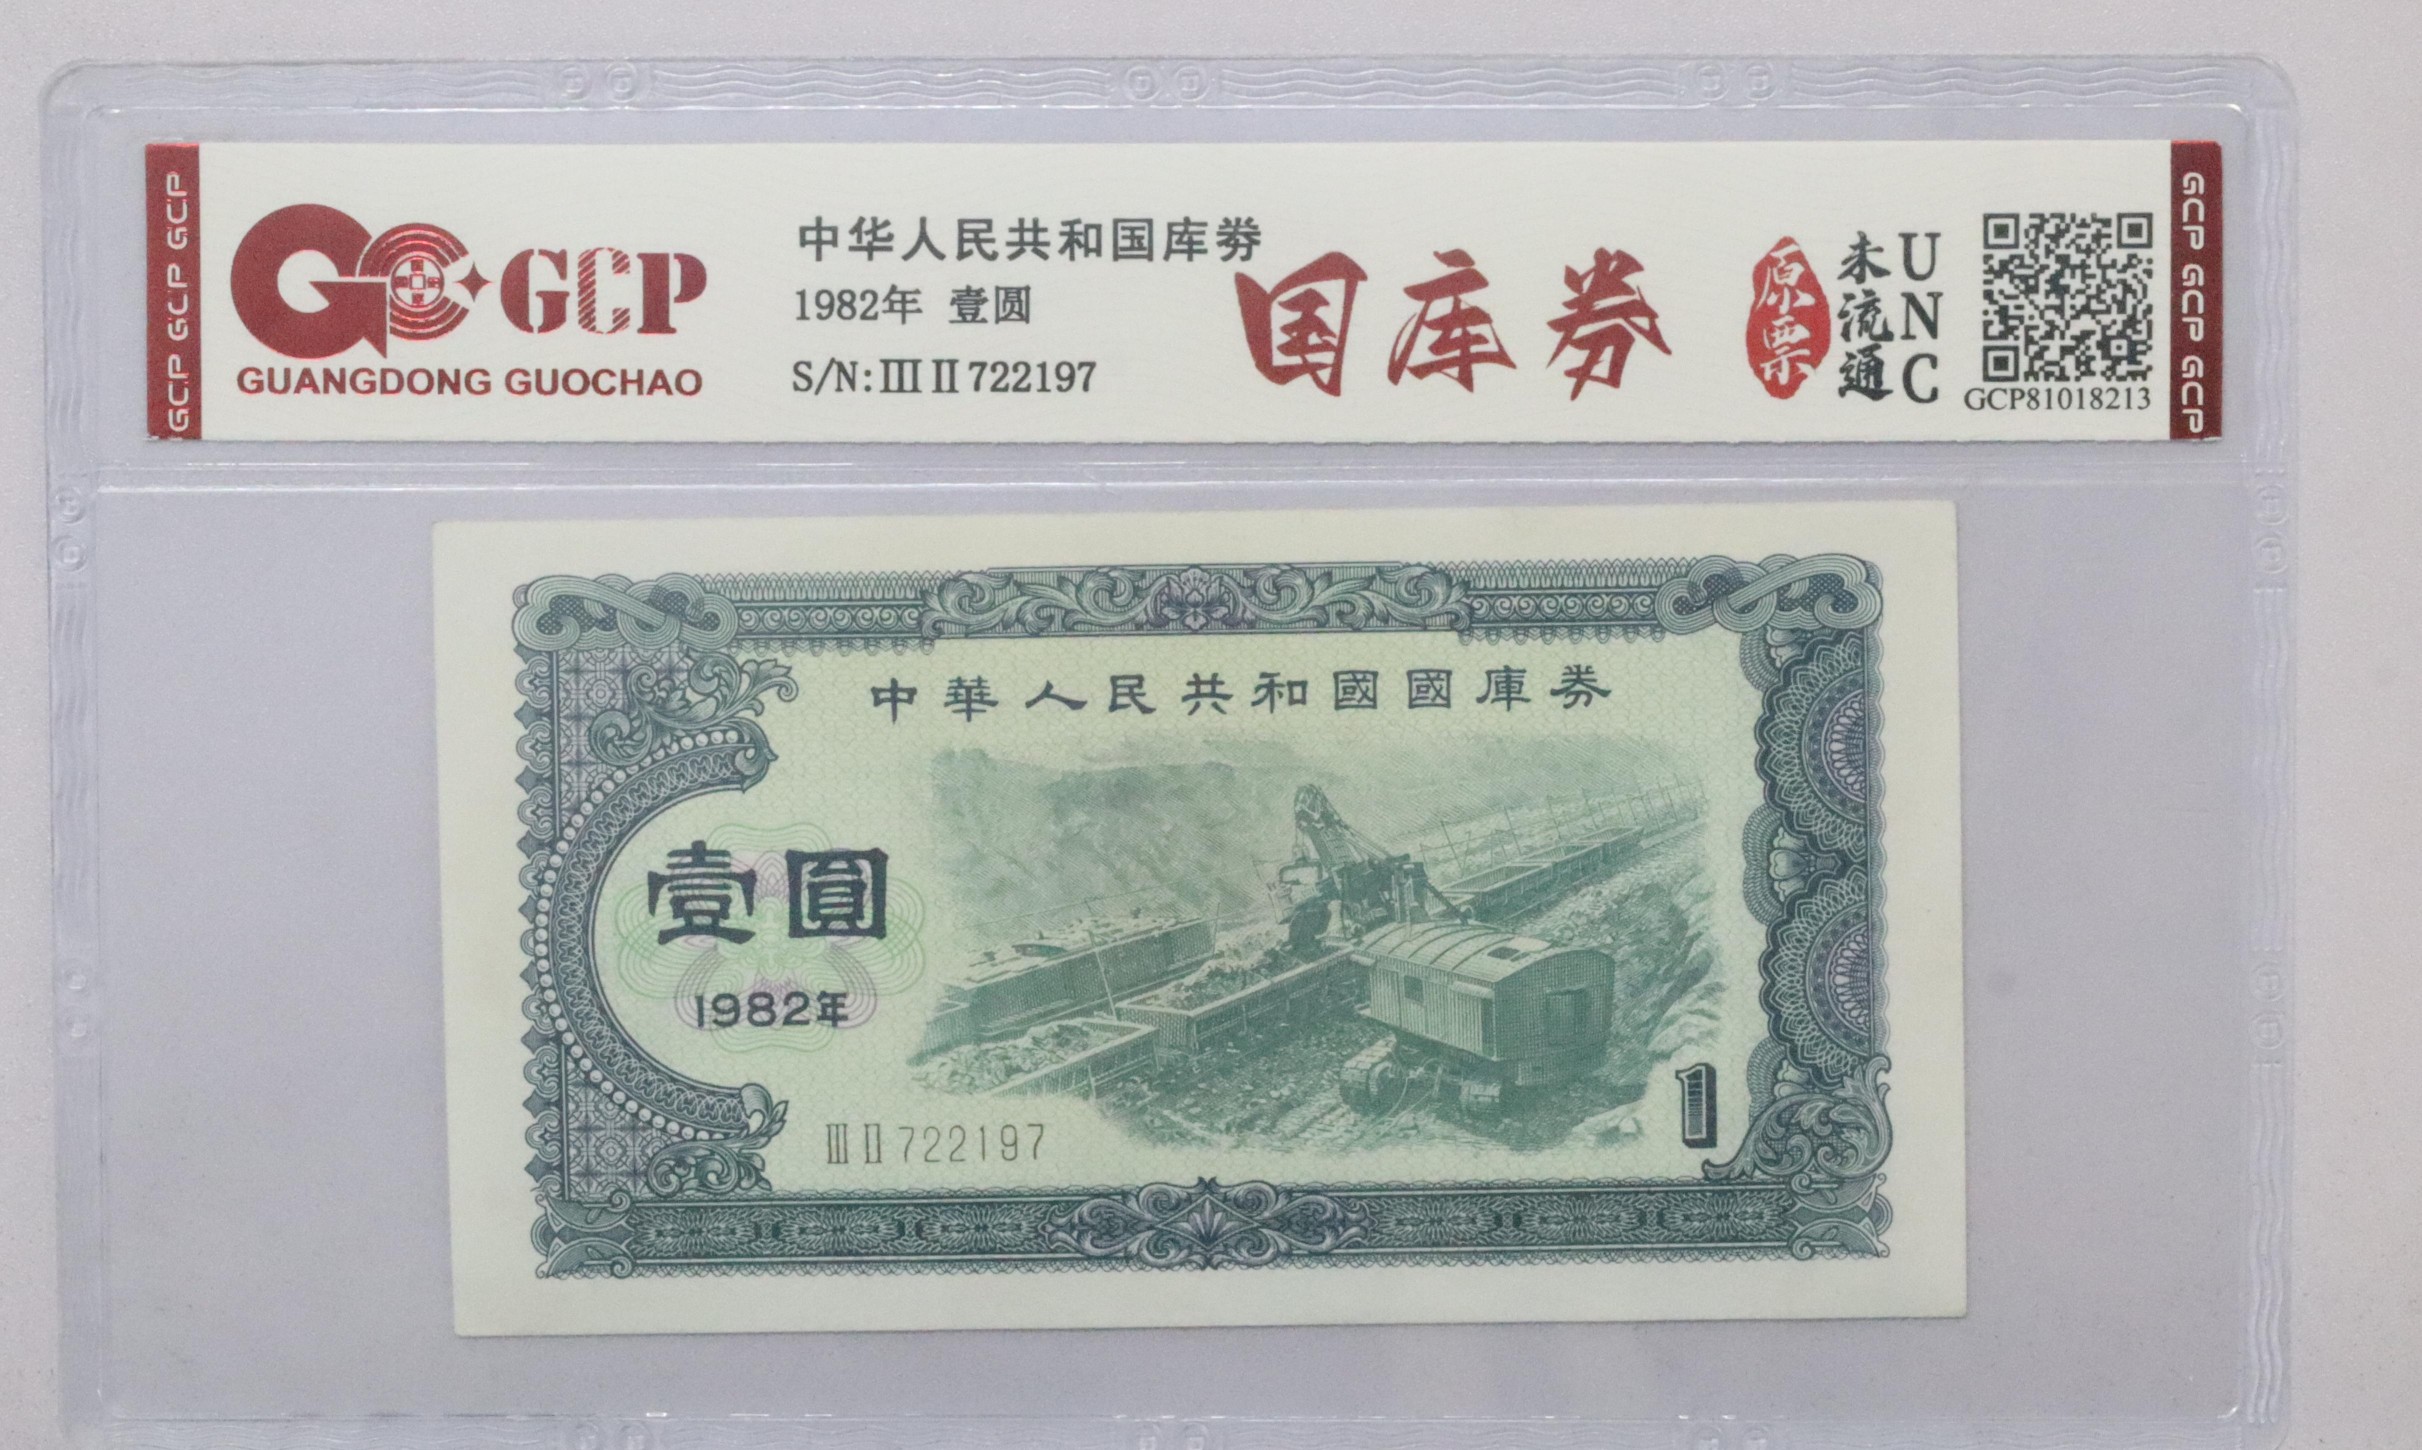 GCP GCP GCP
GC GCP
GUANGDONG GUOCHAO
中华人民共和国库券
1982年 壹圆
S/N:ⅢⅡ722197
国库券
原票
未流通
UNC
GCP81018213
GCP GCP GCP
中華人民共和國國庫券
壹圓
1982年
ⅢⅡ722197
1